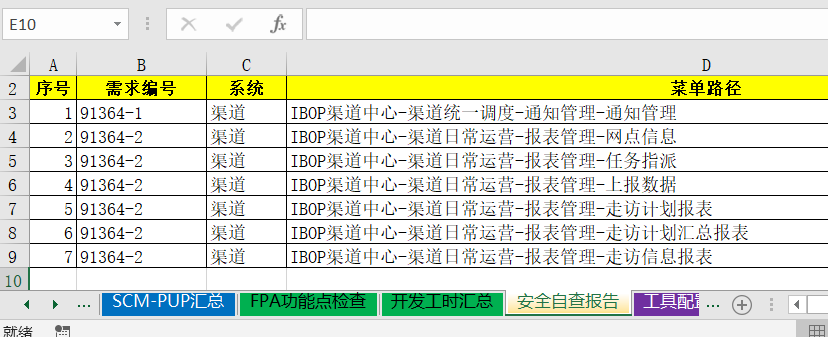 E10 fx
A B C D
2 序号 需求编号 系统 菜单路径
3 1 91364-1 渠道 IBOP渠道中心-渠道统一调度-通知管理-通知管理
4 2 91364-2 渠道 IBOP渠道中心-渠道日常运营-报表管理-网点信息
5 3 91364-2 渠道 IBOP渠道中心-渠道日常运营-报表管理-任务指派
6 4 91364-2 渠道 IBOP渠道中心-渠道日常运营-报表管理-上报数据
7 5 91364-2 渠道 IBOP渠道中心-渠道日常运营-报表管理-走访计划报表
8 6 91364-2 渠道 IBOP渠道中心-渠道日常运营-报表管理-走访计划汇总报表
9 7 91364-2 渠道 IBOP渠道中心-渠道日常运营-报表管理-走访信息报表
10
... SCM-PUP汇总 FPA功能点检查 开发工时汇总 安全自查报告 工具配置 ...
就绪